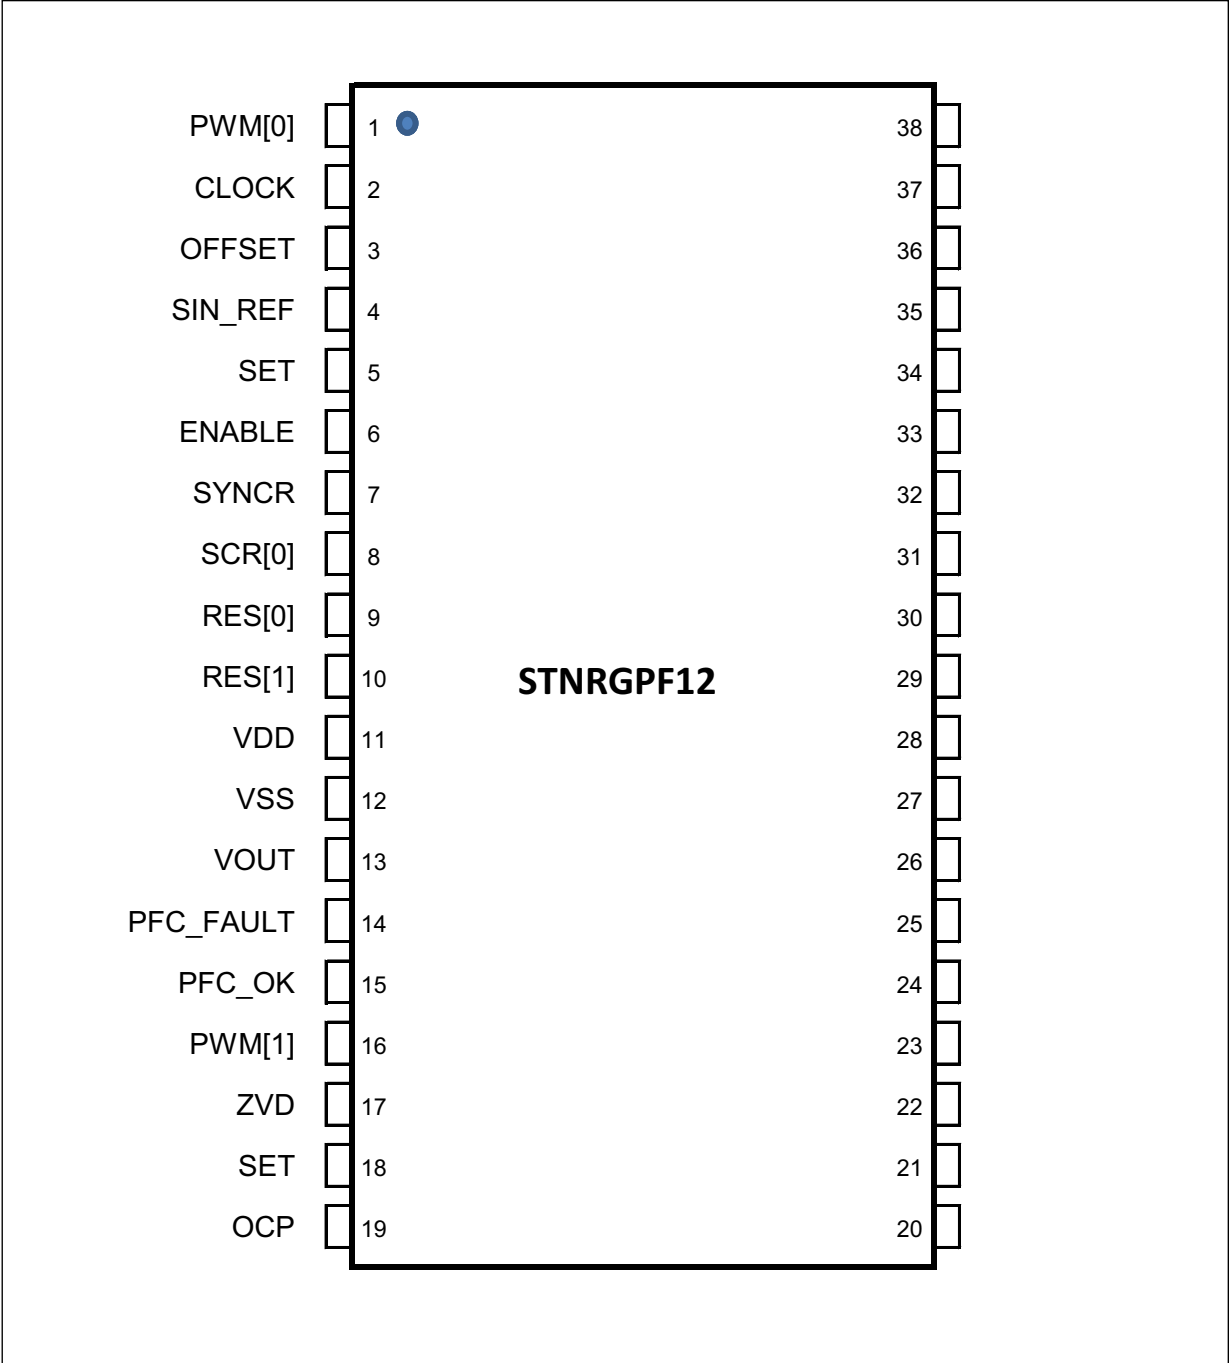 PWM[0] 1 38
CLOCK 2 37
OFFSET 3 36
SIN_REF 4 35
SET 5 34
ENABLE 6 33
SYNCR 7 32
SCR[0] 8 31
RES[0] 9 30
RES[1] 10 STNRGPF12 29
VDD 11 28
VSS 12 27
VOUT 13 26
PFC_FAULT 14 25
PFC_OK 15 24
PWM[1] 16 23
ZVD 17 22
SET 18 21
OCP 19 20